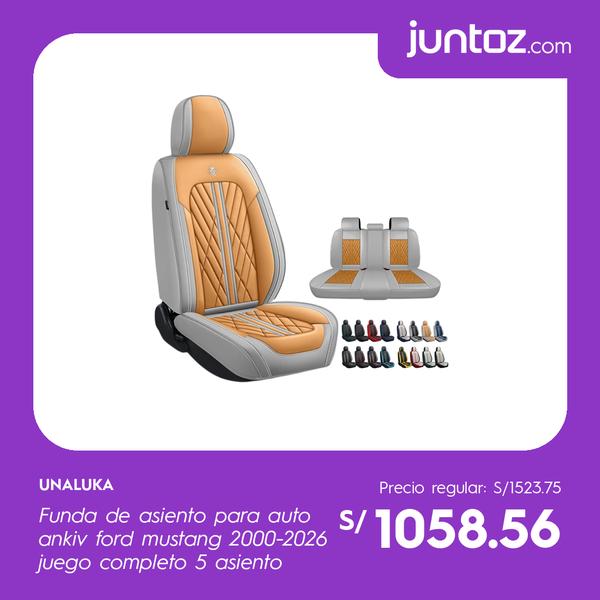 juntoz.com
UNALUKA
Funda de asiento para auto
ankiv ford mustang 2000-2026
juego completo 5 asiento
Precio regular: S/1523.75
S/ 1058.56